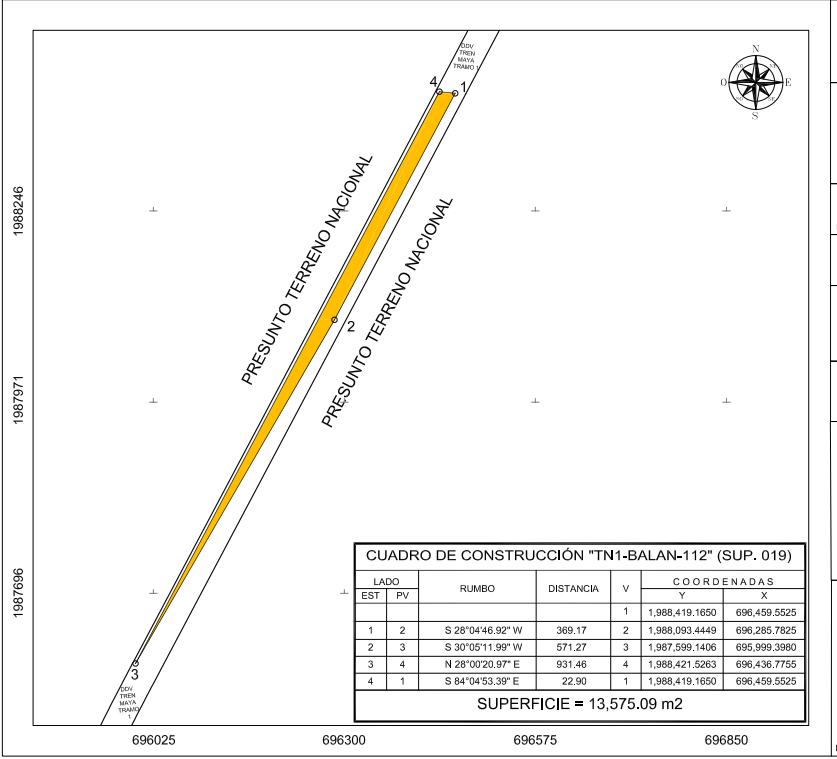 DDV
TREN
MAYA
TRAMO 1
N
O
E
S
4
1
PRESUNTO TERRENO NACIONAL
PRESUNTO TERRENO NACIONAL
2
3
DDV
TREN
MAYA
TRAMO
1
1988246
1987971
1987696
696025
696300
696575
696850
CUADRO DE CONSTRUCCIÓN "TN1-BALAN-112" (SUP. 019)
LADO RUMBO DISTANCIA V COORDENADAS
EST PV Y X
1 1,988,419.1650 696,459.5525
1 2 S 28°04'46.92" W 369.17 2 1,988,093.4449 696,285.7825
2 3 S 30°05'11.99" W 571.27 3 1,987,599.1406 695,999.3980
3 4 N 28°00'20.97" E 931.46 4 1,988,421.5263 696,436.7755
4 1 S 84°04'53.39" E 22.90 1 1,988,419.1650 696,459.5525
SUPERFICIE = 13,575.09 m2